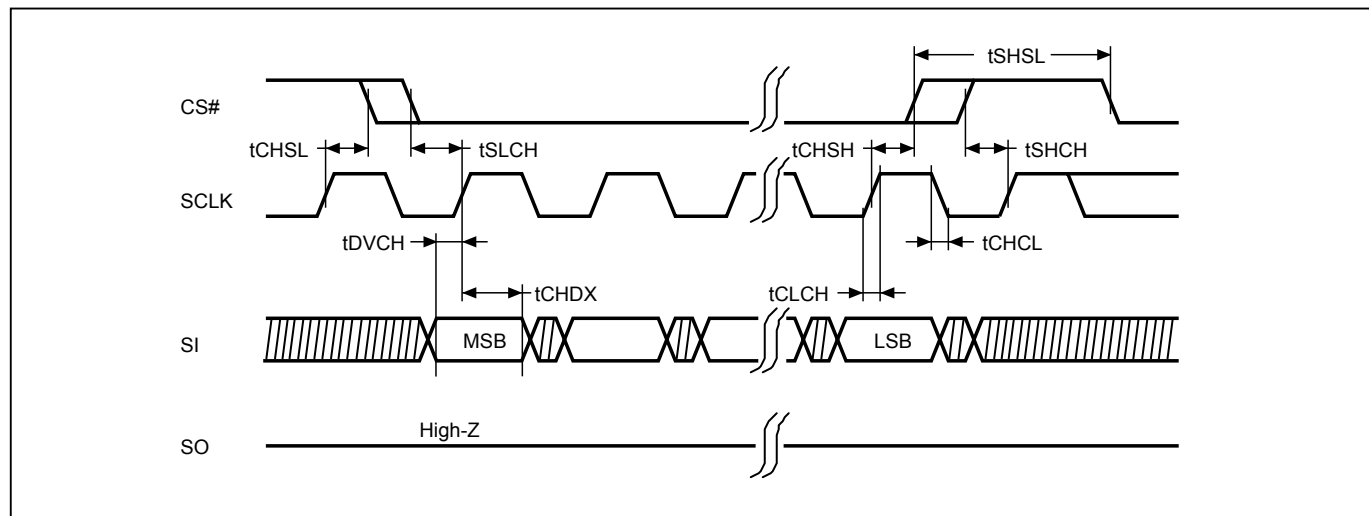 tSHSL
CS#
tCHSL
tSLCH
tCHSH
tSHCH
SCLK
tDVCH
tCHCL
tCHDX
tCLCH
SI
MSB
LSB
High-Z
SO